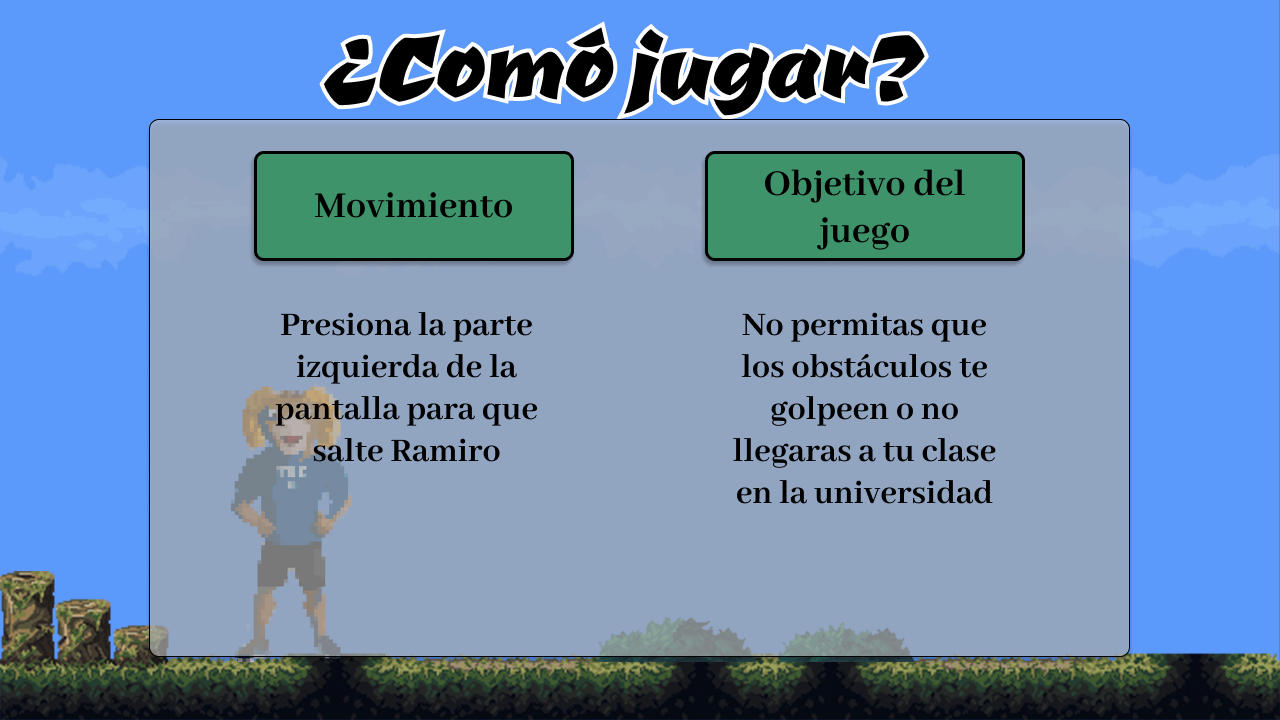 ¿Comó jugar?
Movimiento
Objetivo del
juego
Presiona la parte
izquierda de la
pantalla para que
salte Ramiro
No permitas que
los obstáculos te
golpeen o no
llegaras a tu clase
en la universidad